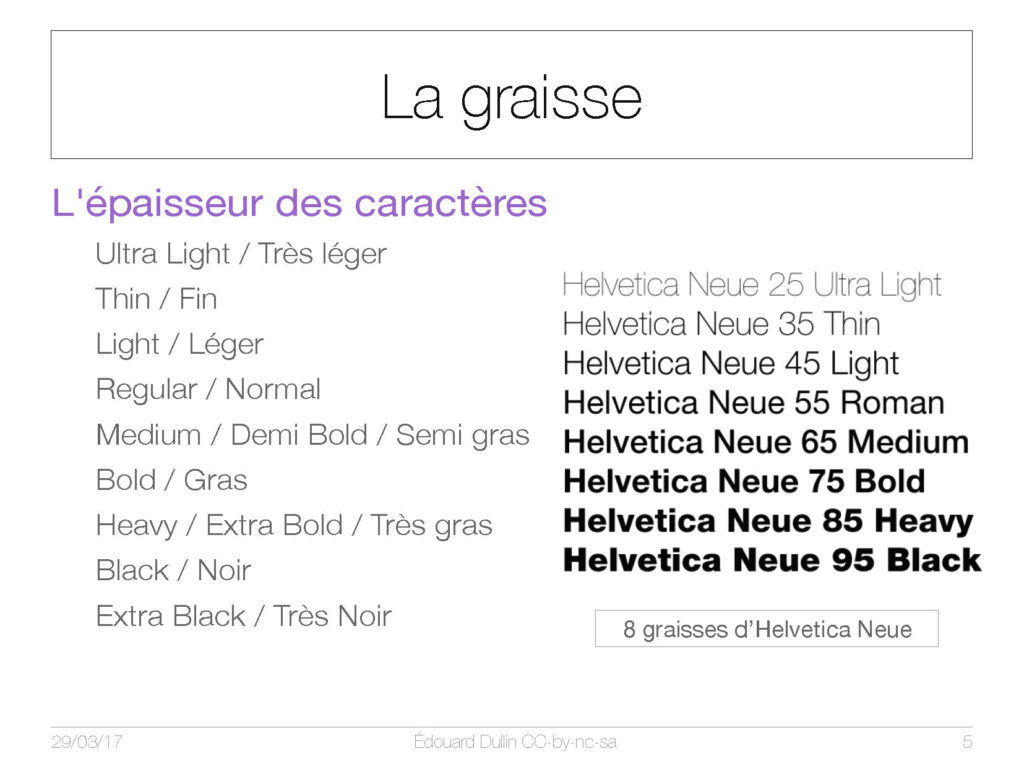 La graisse
L'épaisseur des caractères
Ultra Light / Très léger
Thin / Fin
Light / Léger
Regular / Normal
Medium / Demi Bold / Semi gras
Bold / Gras
Heavy / Extra Bold / Très gras
Black / Noir
Extra Black / Très Noir
Helvetica Neue 25 Ultra Light
Helvetica Neue 35 Thin
Helvetica Neue 45 Light
Helvetica Neue 55 Roman
Helvetica Neue 65 Medium
Helvetica Neue 75 Bold
Helvetica Neue 85 Heavy
Helvetica Neue 95 Black
8 graisses d’Helvetica Neue
29/03/17
Édouard Dullin CC-by-nc-sa
5